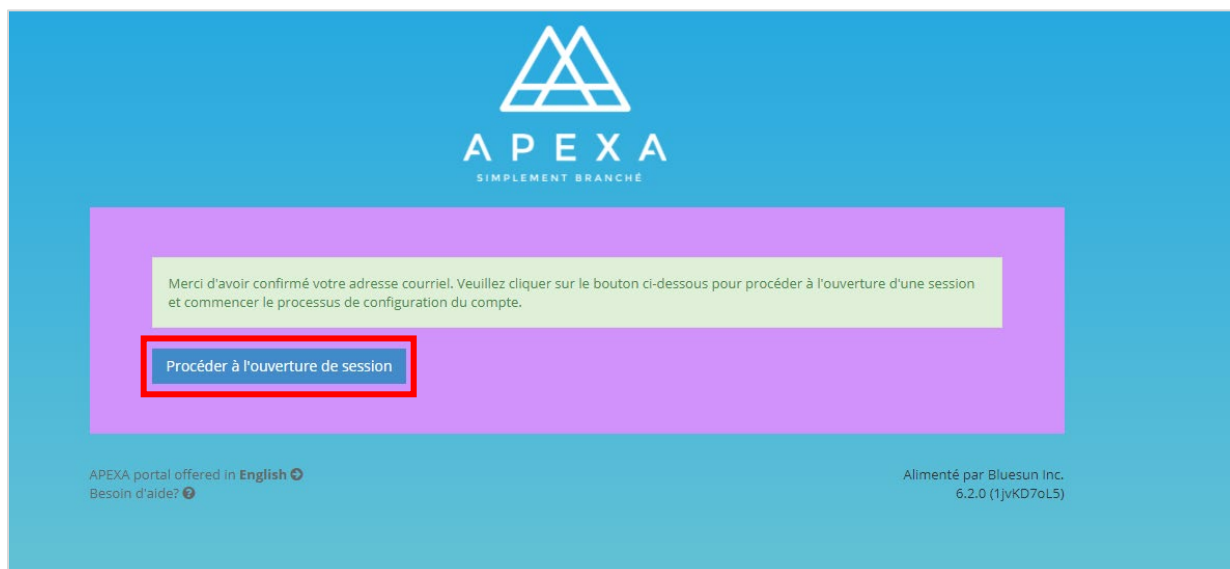 APEXA
SIMPLEMENT BRANCHÉ
Merci d'avoir confirmé votre adresse courriel. Veuillez cliquer sur le bouton ci-dessous pour procéder à l'ouverture d'une session
et commencer le processus de configuration du compte.
Procéder à l'ouverture de session
APEXA portal offered in English
Besoin d'aide?
Alimenté par Bluesun Inc.
6.2.0 (1jvKD7oL5)